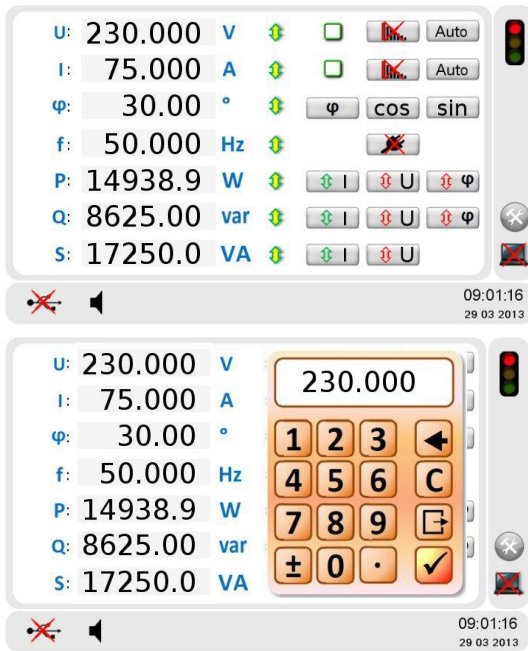 U: 230.000 V Auto
I: 75.000 A Auto
φ: 30.00 ° φ cos sin
f: 50.000 Hz
P: 14938.9 W I U φ
Q: 8625.00 var I U φ
S: 17250.0 VA I U
09:01:16
29 03 2013
U: 230.000 V 230.000
I: 75.000 A
φ: 30.00 ° 1 2 3
f: 50.000 Hz 4 5 6 C
P: 14938.9 W 7 8 9
Q: 8625.00 var ± 0 .
S: 17250.0 VA
09:01:16
29 03 2013